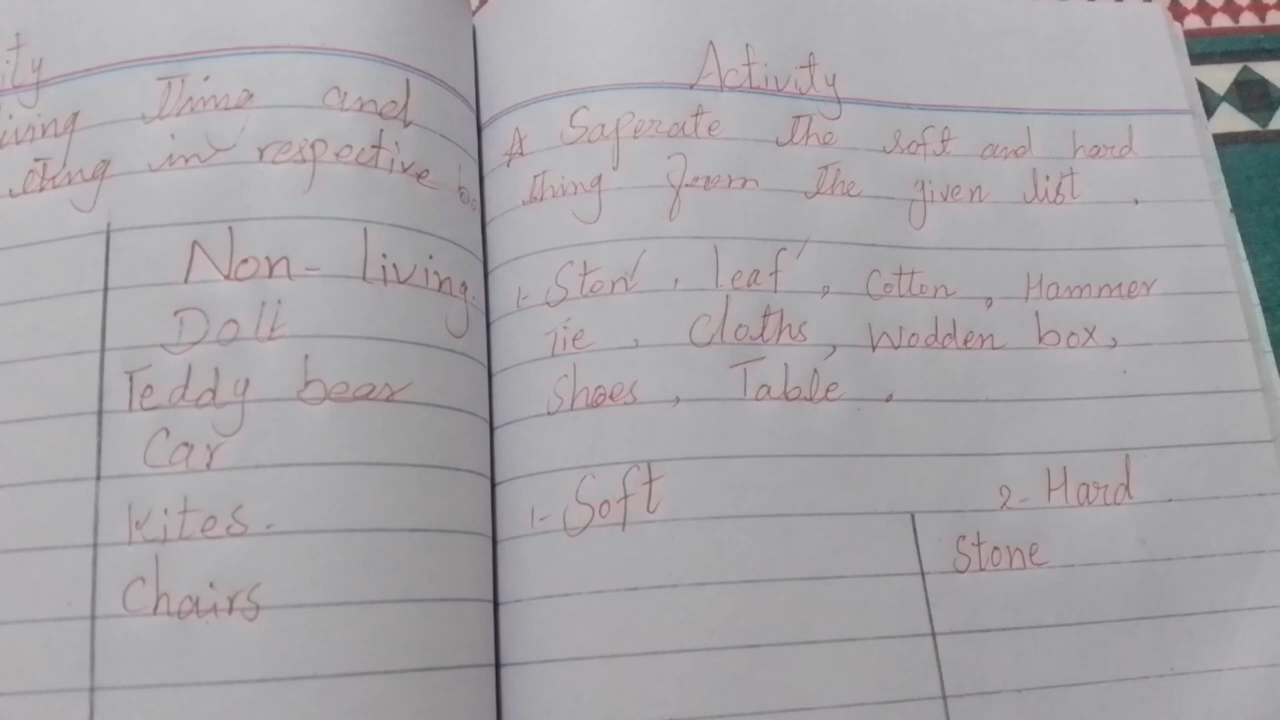 ity
iving Thing and
thing in respective
Non- living.
Doll
Teddy bear
Car
Kites.
Chairs
Activity
Saperate The soft and hard
Thing from The given list .
1- Ston , leaf , Cotton , Hammer
Tie , Cloths , Wodden box ,
Shoes , Table .
1- Soft
2- Hard
Stone